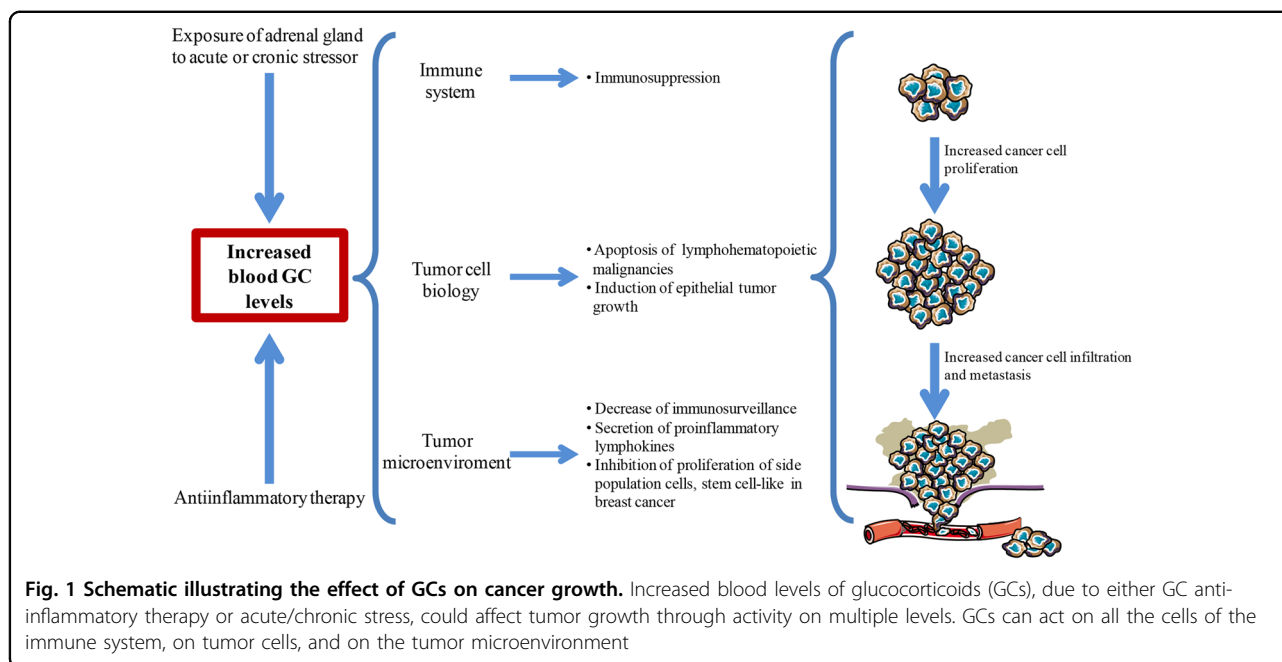 Exposure of adrenal gland
to acute or cronic stressor
Increased
blood GC
levels
Antiinflammatory therapy
Immune
system
• Immunosuppression
Tumor cell
biology
• Apoptosis of lymphohematopoietic
malignancies
• Induction of epithelial tumor
growth
Tumor
microenviroment
• Decrease of immunosurveillance
• Secretion of proinflammatory
lymphokines
• Inhibition of proliferation of side
population cells, stem cell-like in
breast cancer
Increased cancer cell
proliferation
Increased cancer cell infiltration
and metastasis
Fig. 1 Schematic illustrating the effect of GCs on cancer growth. Increased blood levels of glucocorticoids (GCs), due to either GC anti-
inflammatory therapy or acute/chronic stress, could affect tumor growth through activity on multiple levels. GCs can act on all the cells of the
immune system, on tumor cells, and on the tumor microenvironment